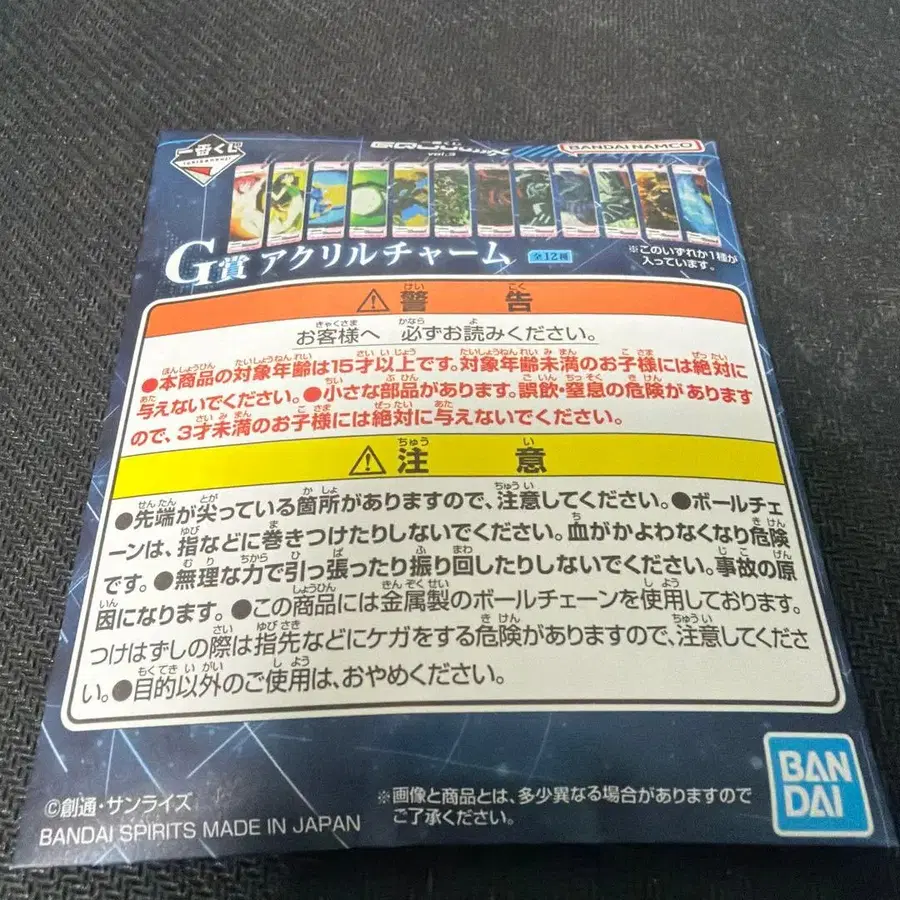 一番くじ
ichibankuji
GQuuuuuuX
vol.3
BANDAI NAMCO
G賞 アクリルチャーム 全12種
※このいずれか1種が
入っています。
警告
お客様へ 必ずお読みください。
●本商品の対象年齢は15才以上です。対象年齢未満のお子様には絶対に
与えないでください。●小さな部品があります。誤飲・窒息の危険があります
ので、3才未満のお子様には絶対に与えないでください。
注意
●先端が尖っている箇所がありますので、注意してください。●ボールチェ
ーンは、指などに巻きつけたりしないでください。血がかよわなくなり危険
です。●無理な力で引っ張ったり振り回したりしないでください。事故の原
因になります。●この商品には金属製のボールチェーンを使用しております。
つけはずしの際は指先などにケガをする危険がありますので、注意してくださ
い。●目的以外のご使用は、おやめください。
©創通・サンライズ
BANDAI SPIRITS MADE IN JAPAN
※画像と商品とは、多少異なる場合がありますので
ご了承ください。
BAN
DAI